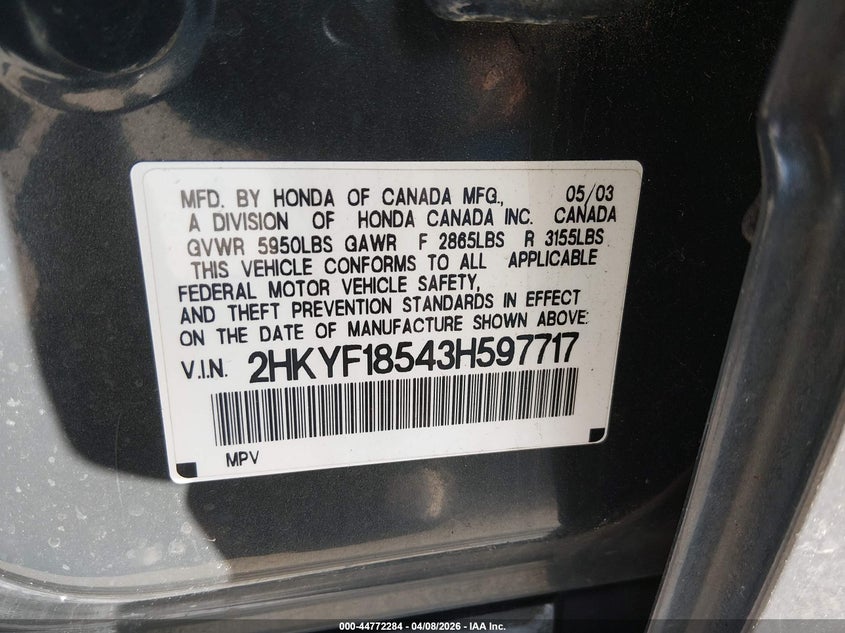 MFD. BY HONDA OF CANADA MFG., 05/03
A DIVISION OF HONDA CANADA INC. CANADA
GVWR 5950LBS GAWR F 2865LBS R 3155LBS
THIS VEHICLE CONFORMS TO ALL APPLICABLE
FEDERAL MOTOR VEHICLE SAFETY,
AND THEFT PREVENTION STANDARDS IN EFFECT
ON THE DATE OF MANUFACTURE SHOWN ABOVE:
V.I.N. 2HKYF18543H597717
MPV
000-44772284 - 04/08/2026 - IAA Inc.